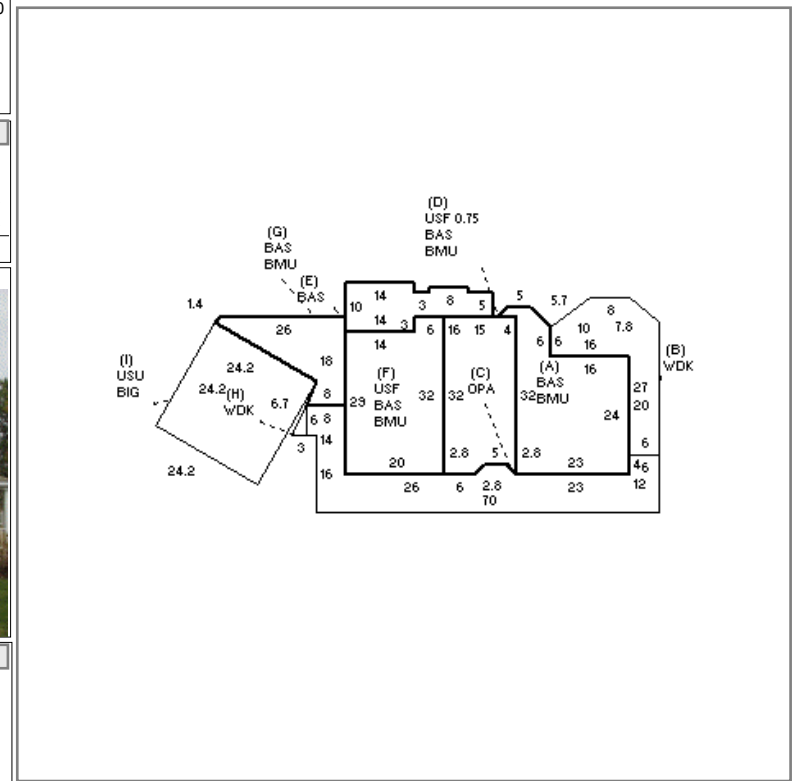 (D)
USF 0.75
BAS
BMU
(G)
BAS
BMU
(E)
BAS
1.4
26
10
14
14
3
8
5
5
5.7
8
10
7.8
(B)
WDK
3
6
16
15
4
6
6
16
16
14
(I)
USU
BIG
24.2
24.2
(H)
WDK
6.7
18
8
29
(F)
USF
BAS
BMU
32
32
(C)
OPA
32
(A)
BAS
BMU
27
20
24
6
6
8
14
3
16
24.2
20
2.8
5
2.8
23
4
6
12
26
6
2.8
70
23